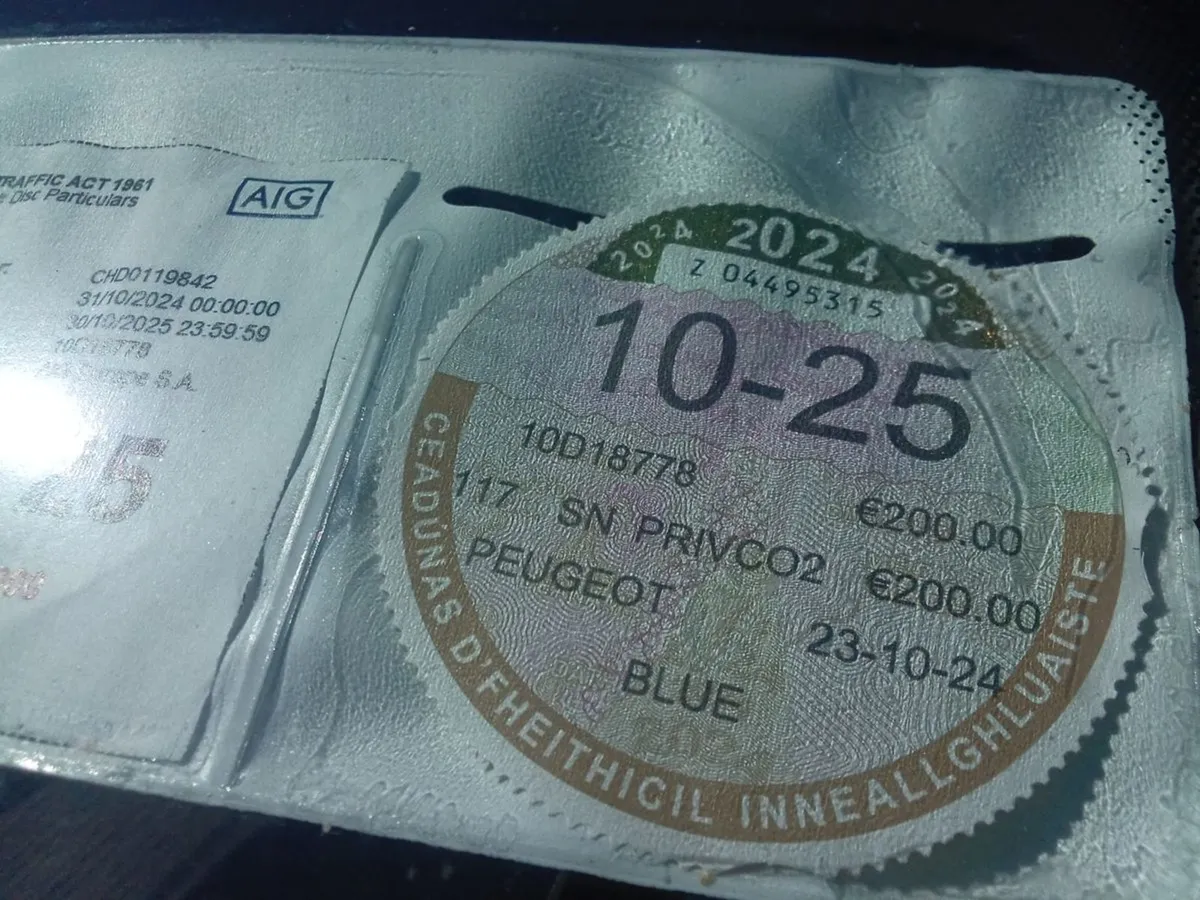 TRAFFIC ACT 1961
Disc Particulars
AIG
CHD0119842
31/10/2024 00:00:00
30/10/2025 23:59:59
10D18778
S.A.
25
2024 2024 2024
Z 04495315
10-25
10D18778
€200.00
117 SN PRIVCO2
€200.00
PEUGEOT
23-10-24
BLUE
CEADÚNAS D'FHEITHICIL INNEALLGHLUAISTE